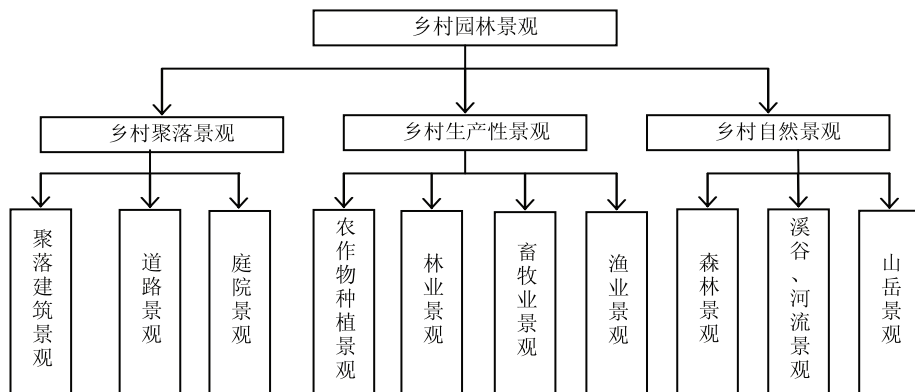 乡村园林景观
乡村聚落景观
乡村生产性景观
乡村自然景观
聚落建筑景观
道路景观
庭院景观
农作物种植景观
林业景观
畜牧业景观
渔业景观
森林景观
溪谷、河流景观
山岳景观